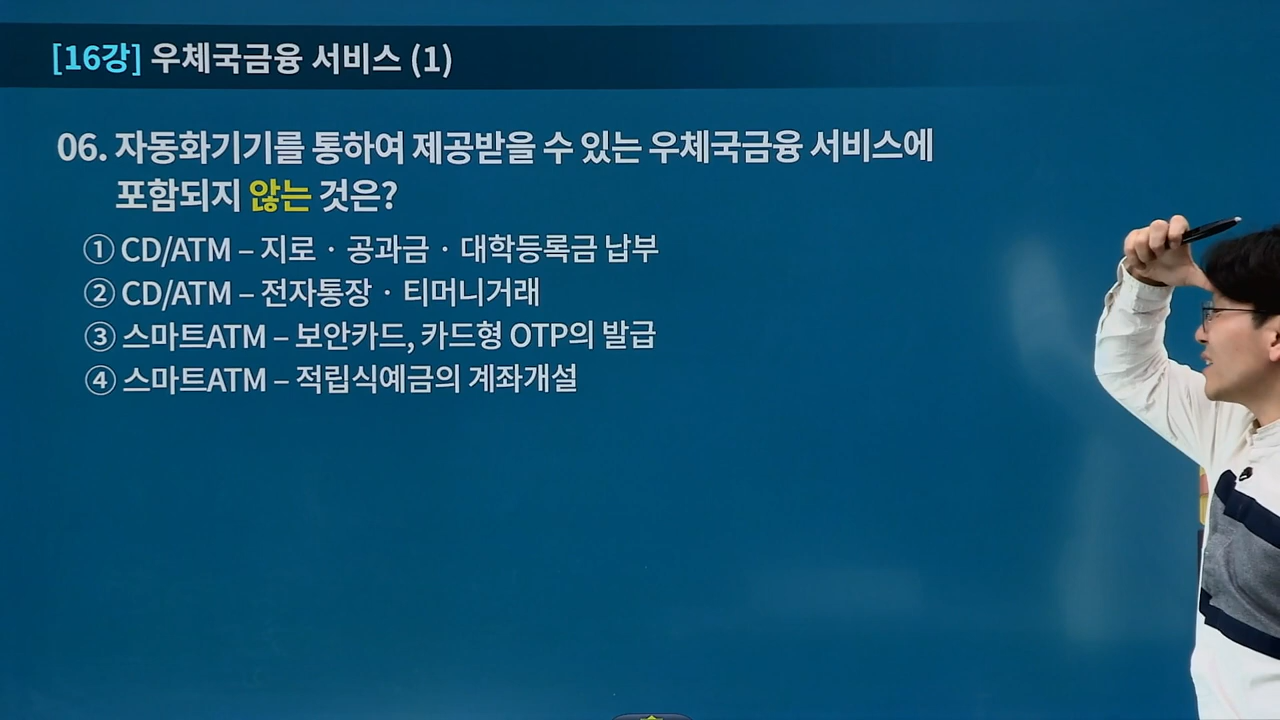 [16강] 우체국금융 서비스 (1)
06. 자동화기기를 통하여 제공받을 수 있는 우체국금융 서비스에
포함되지 않는 것은?
① CD/ATM – 지로 · 공과금 · 대학등록금 납부
② CD/ATM – 전자통장 · 티머니거래
③ 스마트ATM – 보안카드, 카드형 OTP의 발급
④ 스마트ATM – 적립식예금의 계좌개설